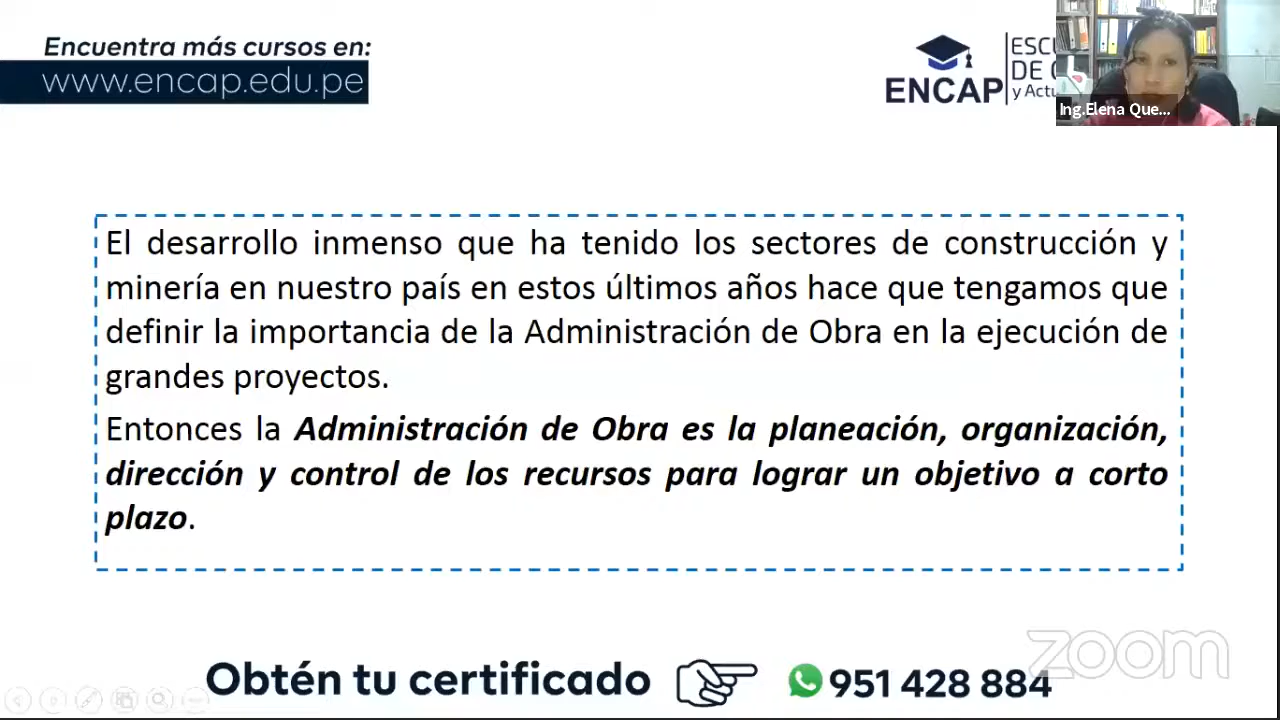 Encuentra más cursos en:
www.encap.edu.pe
ENCAP
ESCU
DE C
y Actu
Ing.Elena Que...
El desarrollo inmenso que ha tenido los sectores de construcción y
minería en nuestro país en estos últimos años hace que tengamos que
definir la importancia de la Administración de Obra en la ejecución de
grandes proyectos.
Entonces la Administración de Obra es la planeación, organización,
dirección y control de los recursos para lograr un objetivo a corto
plazo.
zoom
Obtén tu certificado
951 428 884